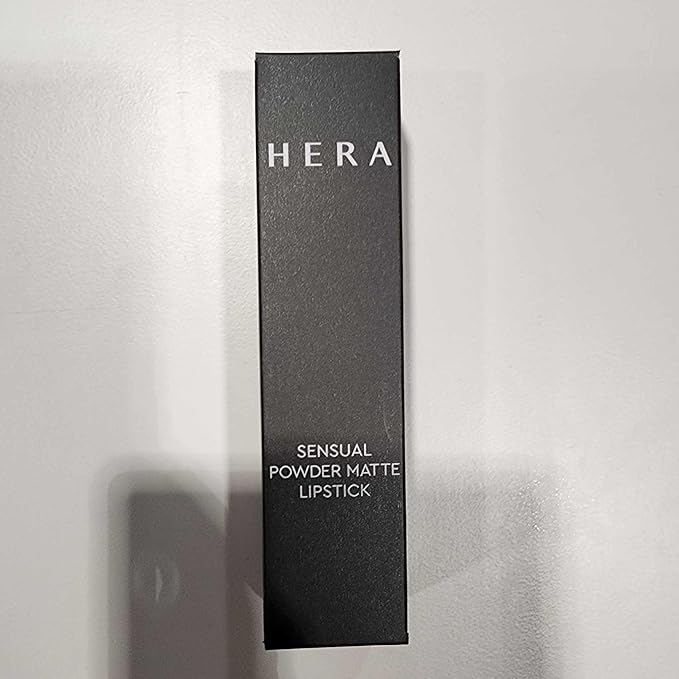 HERA
SENSUAL
POWDER MATTE
LIPSTICK